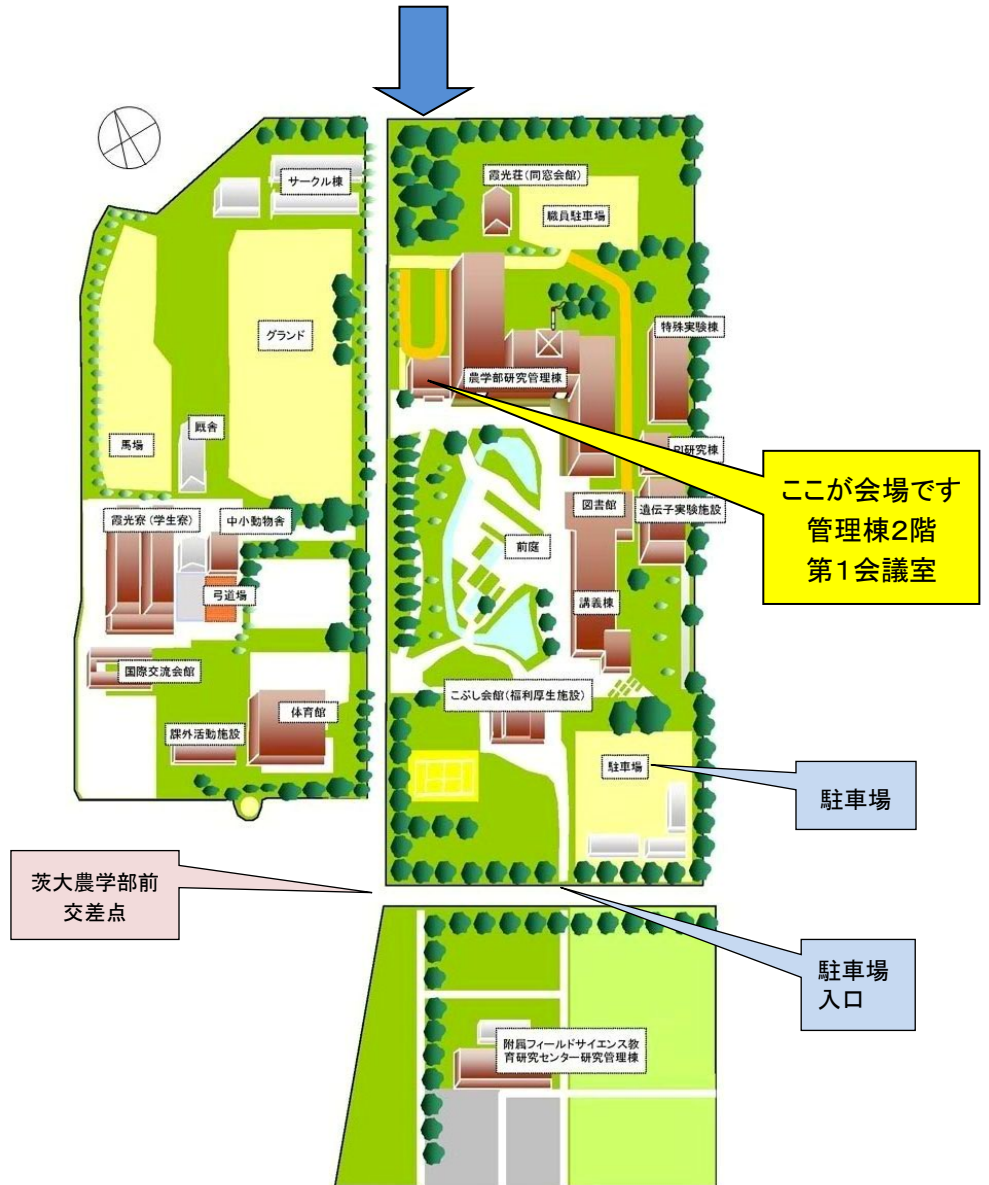 サークル棟
霞光荘(同窓会館)
職員駐車場
グランド
特殊実験棟
農学部研究管理棟
馬場
厩舎
RI研究棟
ここが会場です
管理棟2階
第1会議室
図書館
遺伝子実験施設
霞光寮(学生寮)
中小動物舎
前庭
弓道場
講義棟
国際交流会館
こぶし会館(福利厚生施設)
体育館
課外活動施設
駐車場
駐車場
茨大農学部前
交差点
駐車場
入口
附属フィールドサイエンス教
育研究センター研究管理棟